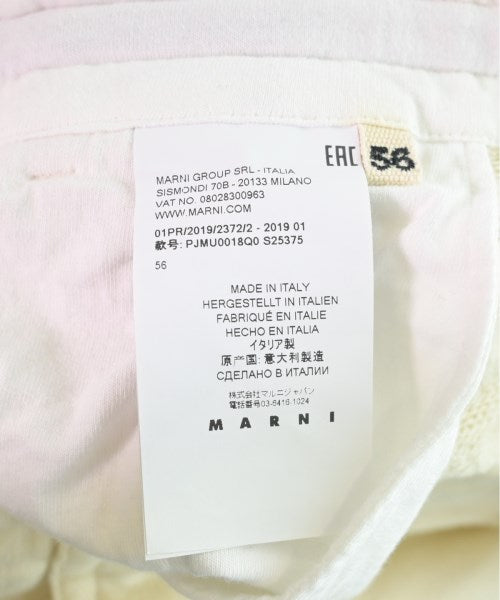 EAC
56
MARNI GROUP SRL - ITALIA
SISMONDI 70B - 20133 MILANO
VAT NO. 08028300963
WWW.MARNI.COM
01PR/2019/2372/2 - 2019 01
款号: PJMU0018Q0 S25375
56
MADE IN ITALY
HERGESTELLT IN ITALIEN
FABRIQUÉ EN ITALIE
HECHO EN ITALIA
イタリア製
原产国: 意大利製造
СДЕЛАНО В ИТАЛИИ
株式会社マルニジャパン
電話番号03-6416-1024
MARNI